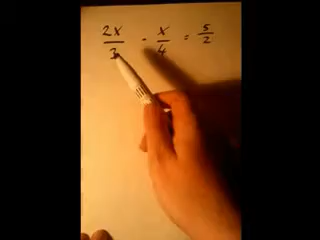 2x/3 - x/4 = 5/2